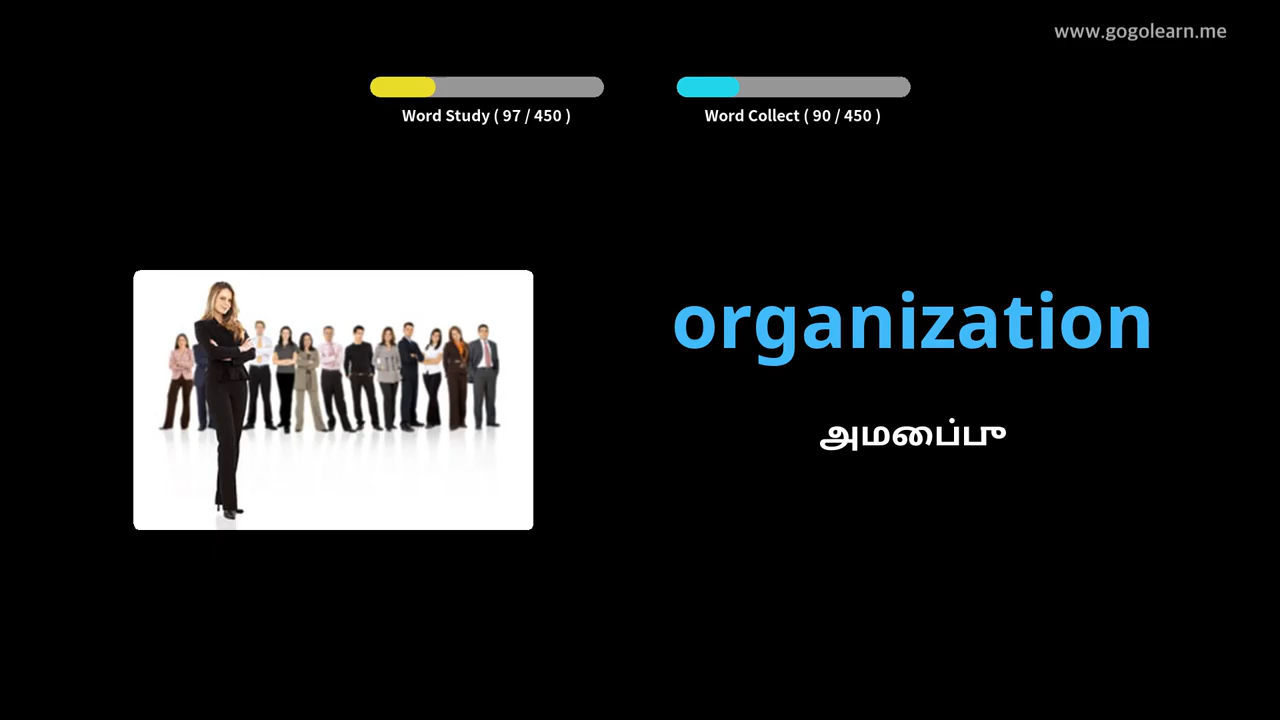 www.gogolearn.me
Word Study ( 97 / 450 )
Word Collect ( 90 / 450 )
organization
அமைப்பு